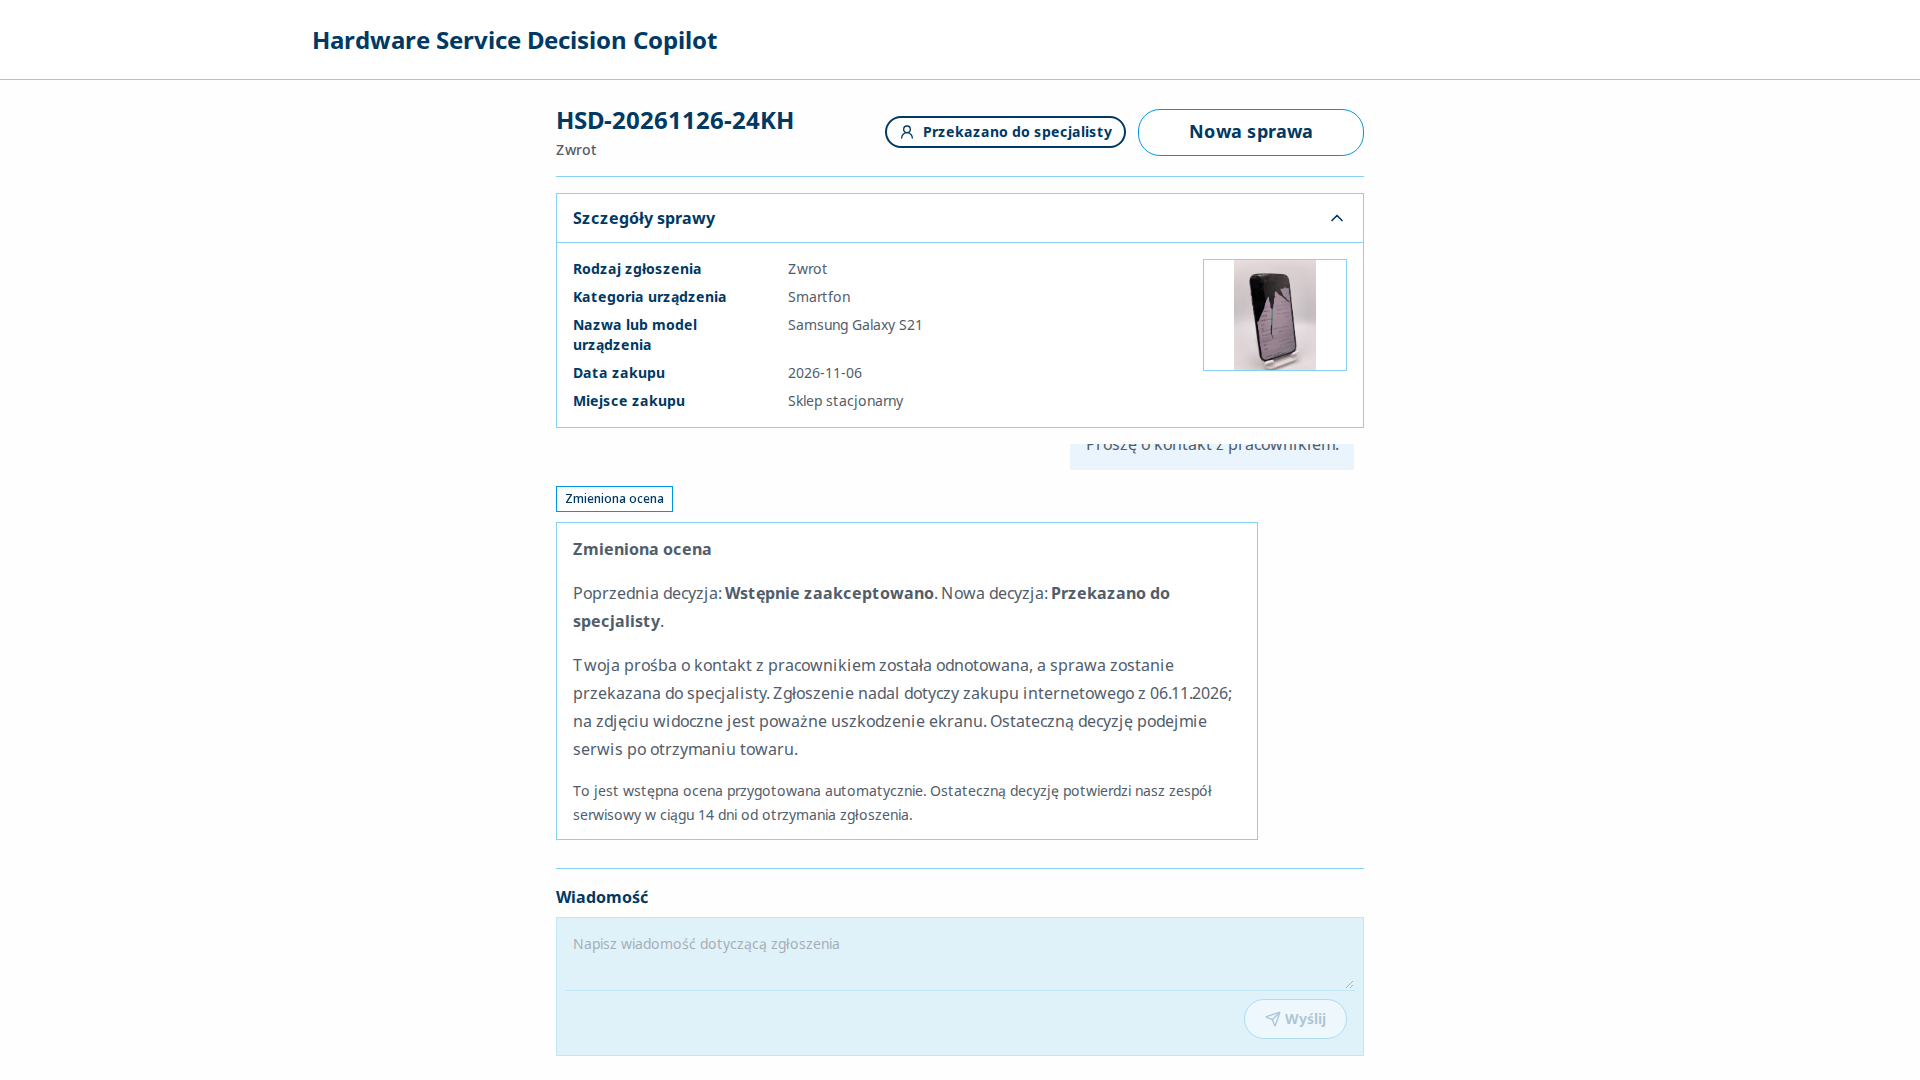 Hardware Service Decision Copilot
HSD-20261126-24KH
Zwrot
Przekazano do specjalisty
Nowa sprawa
Szczegóły sprawy
Rodzaj zgłoszenia
Zwrot
Kategoria urządzenia
Smartfon
Nazwa lub model
urządzenia
Samsung Galaxy S21
Data zakupu
2026-11-06
Miejsce zakupu
Sklep stacjonarny
Proszę o kontakt z pracownikiem.
Zmieniona ocena
Zmieniona ocena
Poprzednia decyzja: Wstępnie zaakceptowano. Nowa decyzja: Przekazano do
specjalisty.
Twoja prośba o kontakt z pracownikiem została odnotowana, a sprawa zostanie
przekazana do specjalisty. Zgłoszenie nadal dotyczy zakupu internetowego z 06.11.2026;
na zdjęciu widoczne jest poważne uszkodzenie ekranu. Ostateczną decyzję podejmie
serwis po otrzymaniu towaru.
To jest wstępna ocena przygotowana automatycznie. Ostateczną decyzję potwierdzi nasz zespół
serwisowy w ciągu 14 dni od otrzymania zgłoszenia.
Wiadomość
Napisz wiadomość dotyczącą zgłoszenia
Wyślij